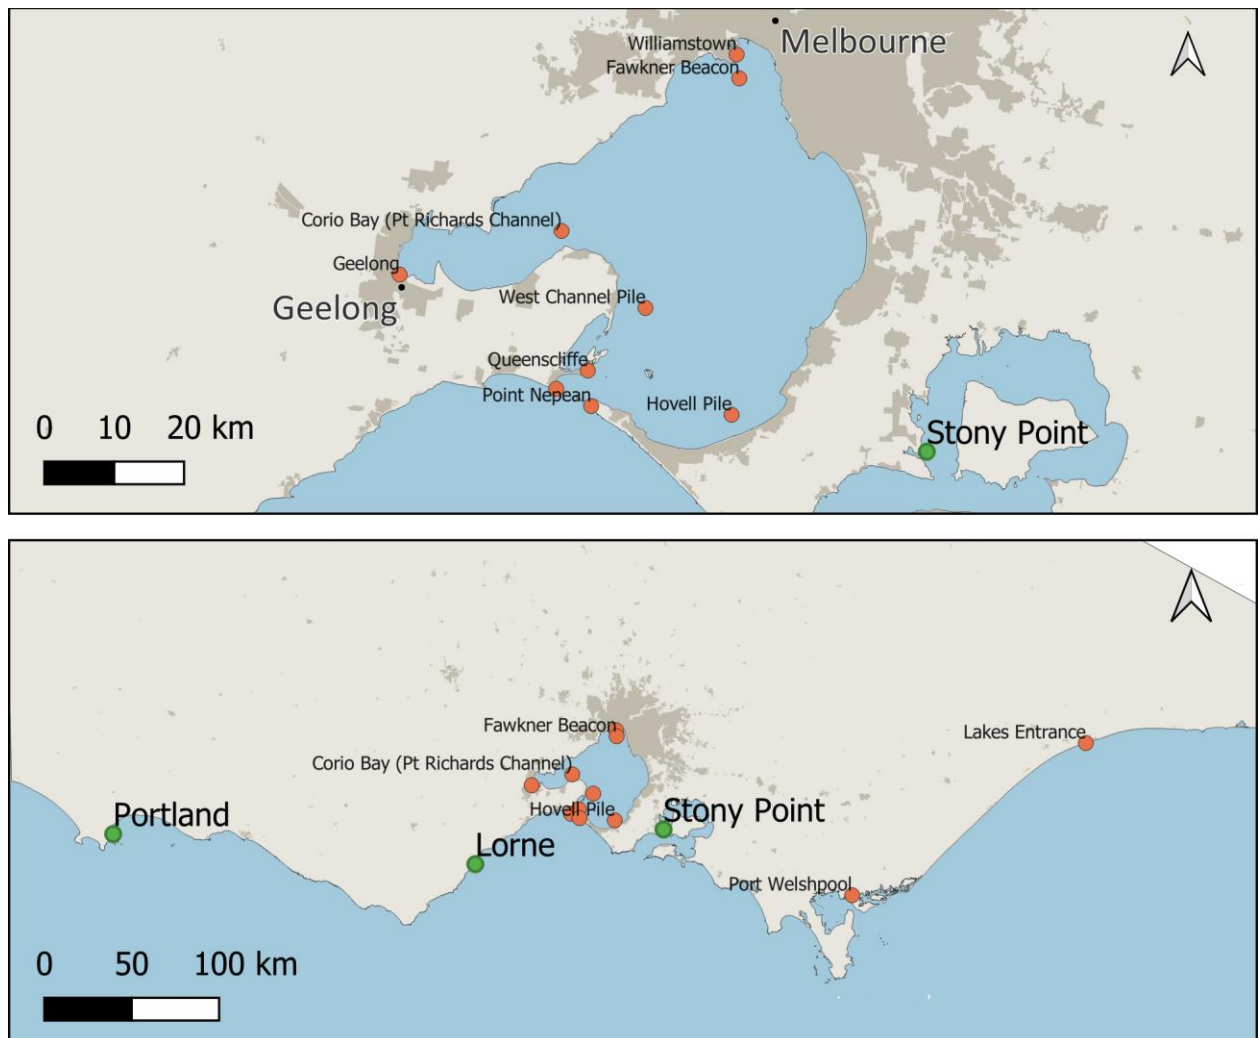 Williamstown
Melbourne
Fawkner Beacon
Corio Bay (Pt Richards Channel)
Geelong
Geelong
West Channel Pile
Queenscliffe
Point Nepean
Hovell Pile
Stony Point
0 10 20 km
Fawkner Beacon
Lakes Entrance
Corio Bay (Pt Richards Channel)
Portland
Hovell Pile
Stony Point
Lorne
Port Welshpool
0 50 100 km